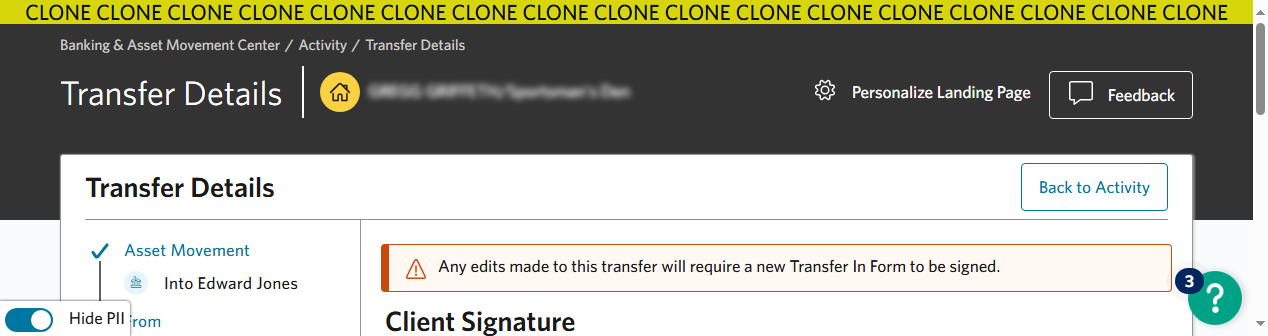 CLONE CLONE CLONE CLONE CLONE CLONE CLONE CLONE CLONE CLONE CLONE CLONE CLONE CLONE CLONE CLONE CLONE
Banking & Asset Movement Center / Activity / Transfer Details
Transfer Details
Personalize Landing Page
Feedback
Transfer Details
Back to Activity
Asset Movement
Into Edward Jones
Any edits made to this transfer will require a new Transfer In Form to be signed.
3
?
Hide PII
From
Client Signature